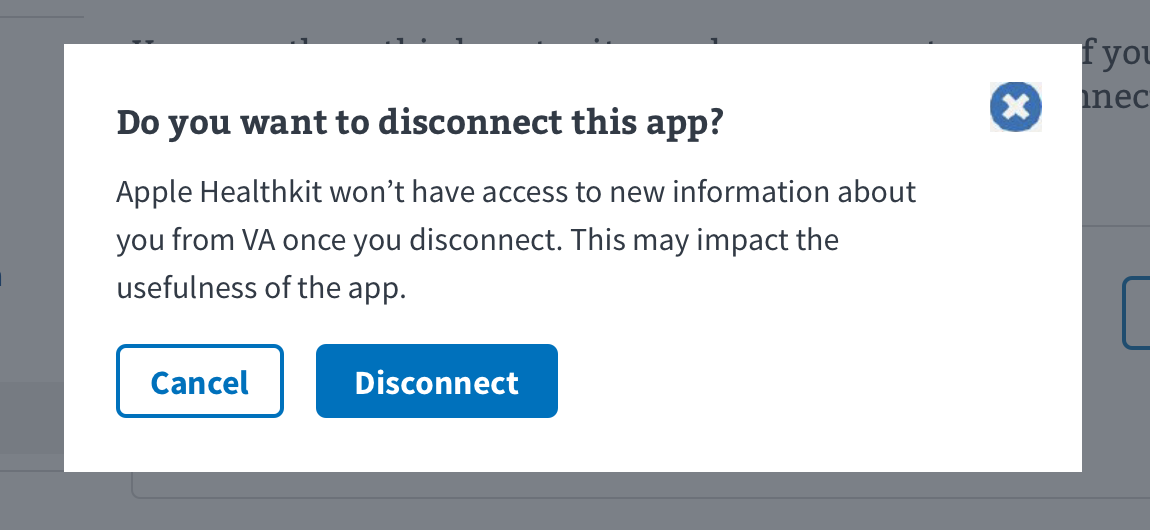 Do you want to disconnect this app?
Apple Healthkit won’t have access to new information about
you from VA once you disconnect. This may impact the
usefulness of the app.
Cancel
Disconnect